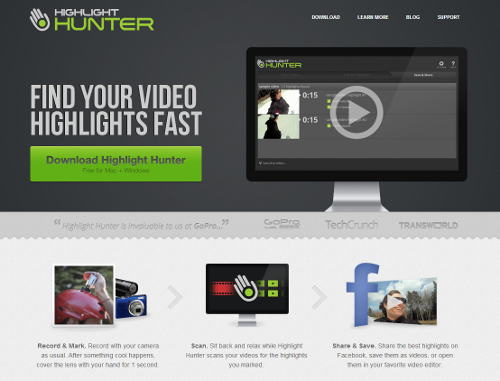 HIGHLIGHT
HUNTER
DOWNLOAD LEARN MORE BLOG SUPPORT
HIGHLIGHT
HUNTER
Save & Share
0:15
0:15
FIND YOUR VIDEO
HIGHLIGHTS FAST
Download Highlight Hunter
Free for Mac + Windows
“Highlight Hunter is invaluable to us at GoPro...”
GoPro
TechCrunch
TRANSWORLD
f
Record & Mark. Record with your camera
as usual. After something cool happens,
cover the lens with your hand for 1 second.
Scan. Sit back and relax while Highlight
Hunter scans your videos for the highlights
you marked.
Share & Save. Share the best highlights on
Facebook, save them as videos, or open
them in your favorite video editor.